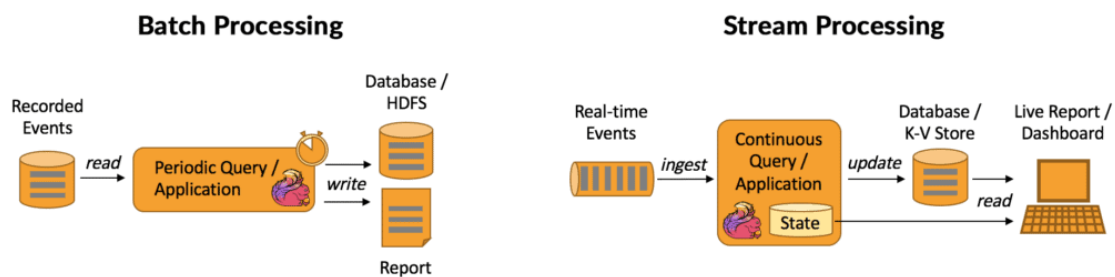 Batch Processing
Recorded
Events
read
Periodic Query /
Application
Database /
HDFS
write
Report
Stream Processing
Real-time
Events
ingest
Continuous
Query /
Application
State
update
Database /
K-V Store
Live Report /
Dashboard
read